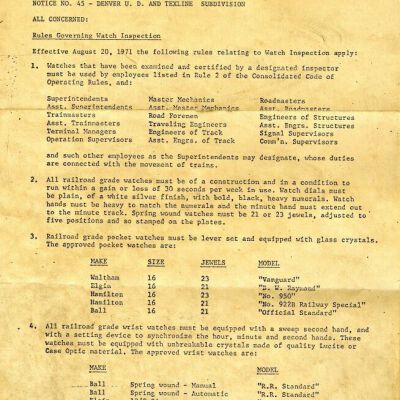 NOTICE NO. 45 - DENVER U. D. AND TEXLINE SUBDIVISION
ALL CONCERNED:
Rules Governing Watch Inspection
Effective August 20, 1971 the following rules relating to Watch Inspection apply:
1. Watches that have been examined and certified by a designated inspector
must be used by employees listed in Rule 2 of the Consolidated Code of
Operating Rules, and:
Superintendents Master Mechanics Roadmasters
Asst. Superintendents Asst. Master Mechanics Asst. Roadmasters
Trainmasters Road Foremen Engineers of Structures
Asst. Trainmasters Traveling Engineers Asst. Engrs. of Structures
Terminal Managers Engineers of Track Signal Supervisors
Operation Supervisors Asst. Engrs. of Track Comm'n. Supervisors
and such other employees as the Superintendents may designate, whose duties
are connected with the movement of trains.
2. All railroad grade watches must be of a construction and in a condition to
run within a gain or loss of 30 seconds per week in use. Watch dials must
be plain, of a white silver finish, with bold, black, heavy numerals. Watch
hands must be heavy to match the numerals and the minute hand must extend out
to the minute track. Spring wound watches must be 21 or 23 jewels, adjusted to
five positions and so stamped on the plates.
3. Railroad grade pocket watches must be lever set and equipped with glass crystals.
The approved pocket watches are:
MAKE SIZE JEWELS MODEL
Waltham 16 23 "Vanguard"
Elgin 16 21 "B. W. Raymond"
Hamilton 16 23 "No. 950"
Hamilton 16 21 "No. 992B Railway Special"
Ball 16 21 "Official Standard"
4. All railroad grade wrist watches must be equipped with a sweep second hand, and
with a setting device to synchronize the hour, minute and second hands. These
watches must be equipped with unbreakable crystals made of quality Lucite or
Case Optic material. The approved wrist watches are:
MAKE MODEL
Ball Spring wound - Manual "R.R. Standard"
Ball Spring wound - Automatic "R.R. Standard"